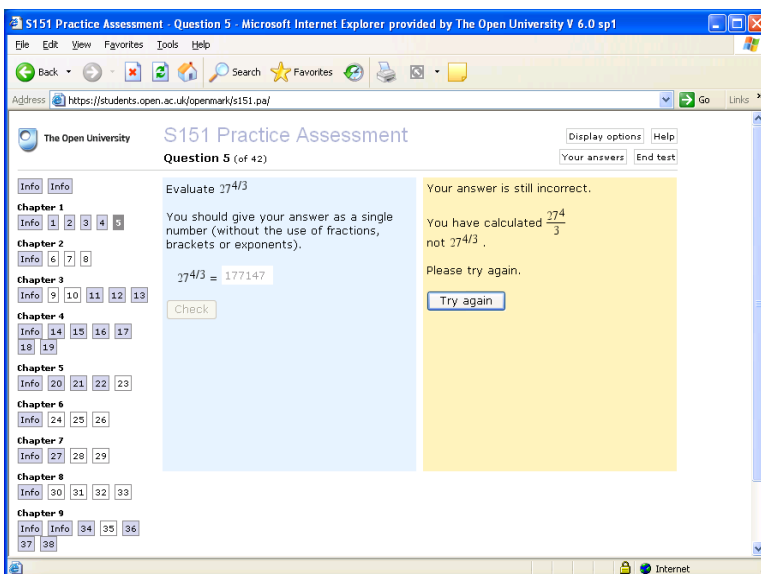 S151 Practice Assessment - Question 5 - Microsoft Internet Explorer provided by The Open University V 6.0 sp1
File Edit View Favorites Tools Help
Back Search Favorites
Address https://students.open.ac.uk/openmark/s151.pa/ Go Links »
The Open University
S151 Practice Assessment
Question 5 (of 42)
Display options Help
Your answers End test
Info Info
Chapter 1
Info 1 2 3 4 5
Chapter 2
Info 6 7 8
Chapter 3
Info 9 10 11 12 13
Chapter 4
Info 14 15 16 17
18 19
Chapter 5
Info 20 21 22 23
Chapter 6
Info 24 25 26
Chapter 7
Info 27 28 29
Chapter 8
Info 30 31 32 33
Chapter 9
Info Info 34 35 36
37 38
Evaluate 27^4/3
You should give your answer as a single
number (without the use of fractions,
brackets or exponents).
27^4/3 = 177147
Check
Your answer is still incorrect.
You have calculated 27^4/3
not 27^4/3 .
Please try again.
Try again
Internet